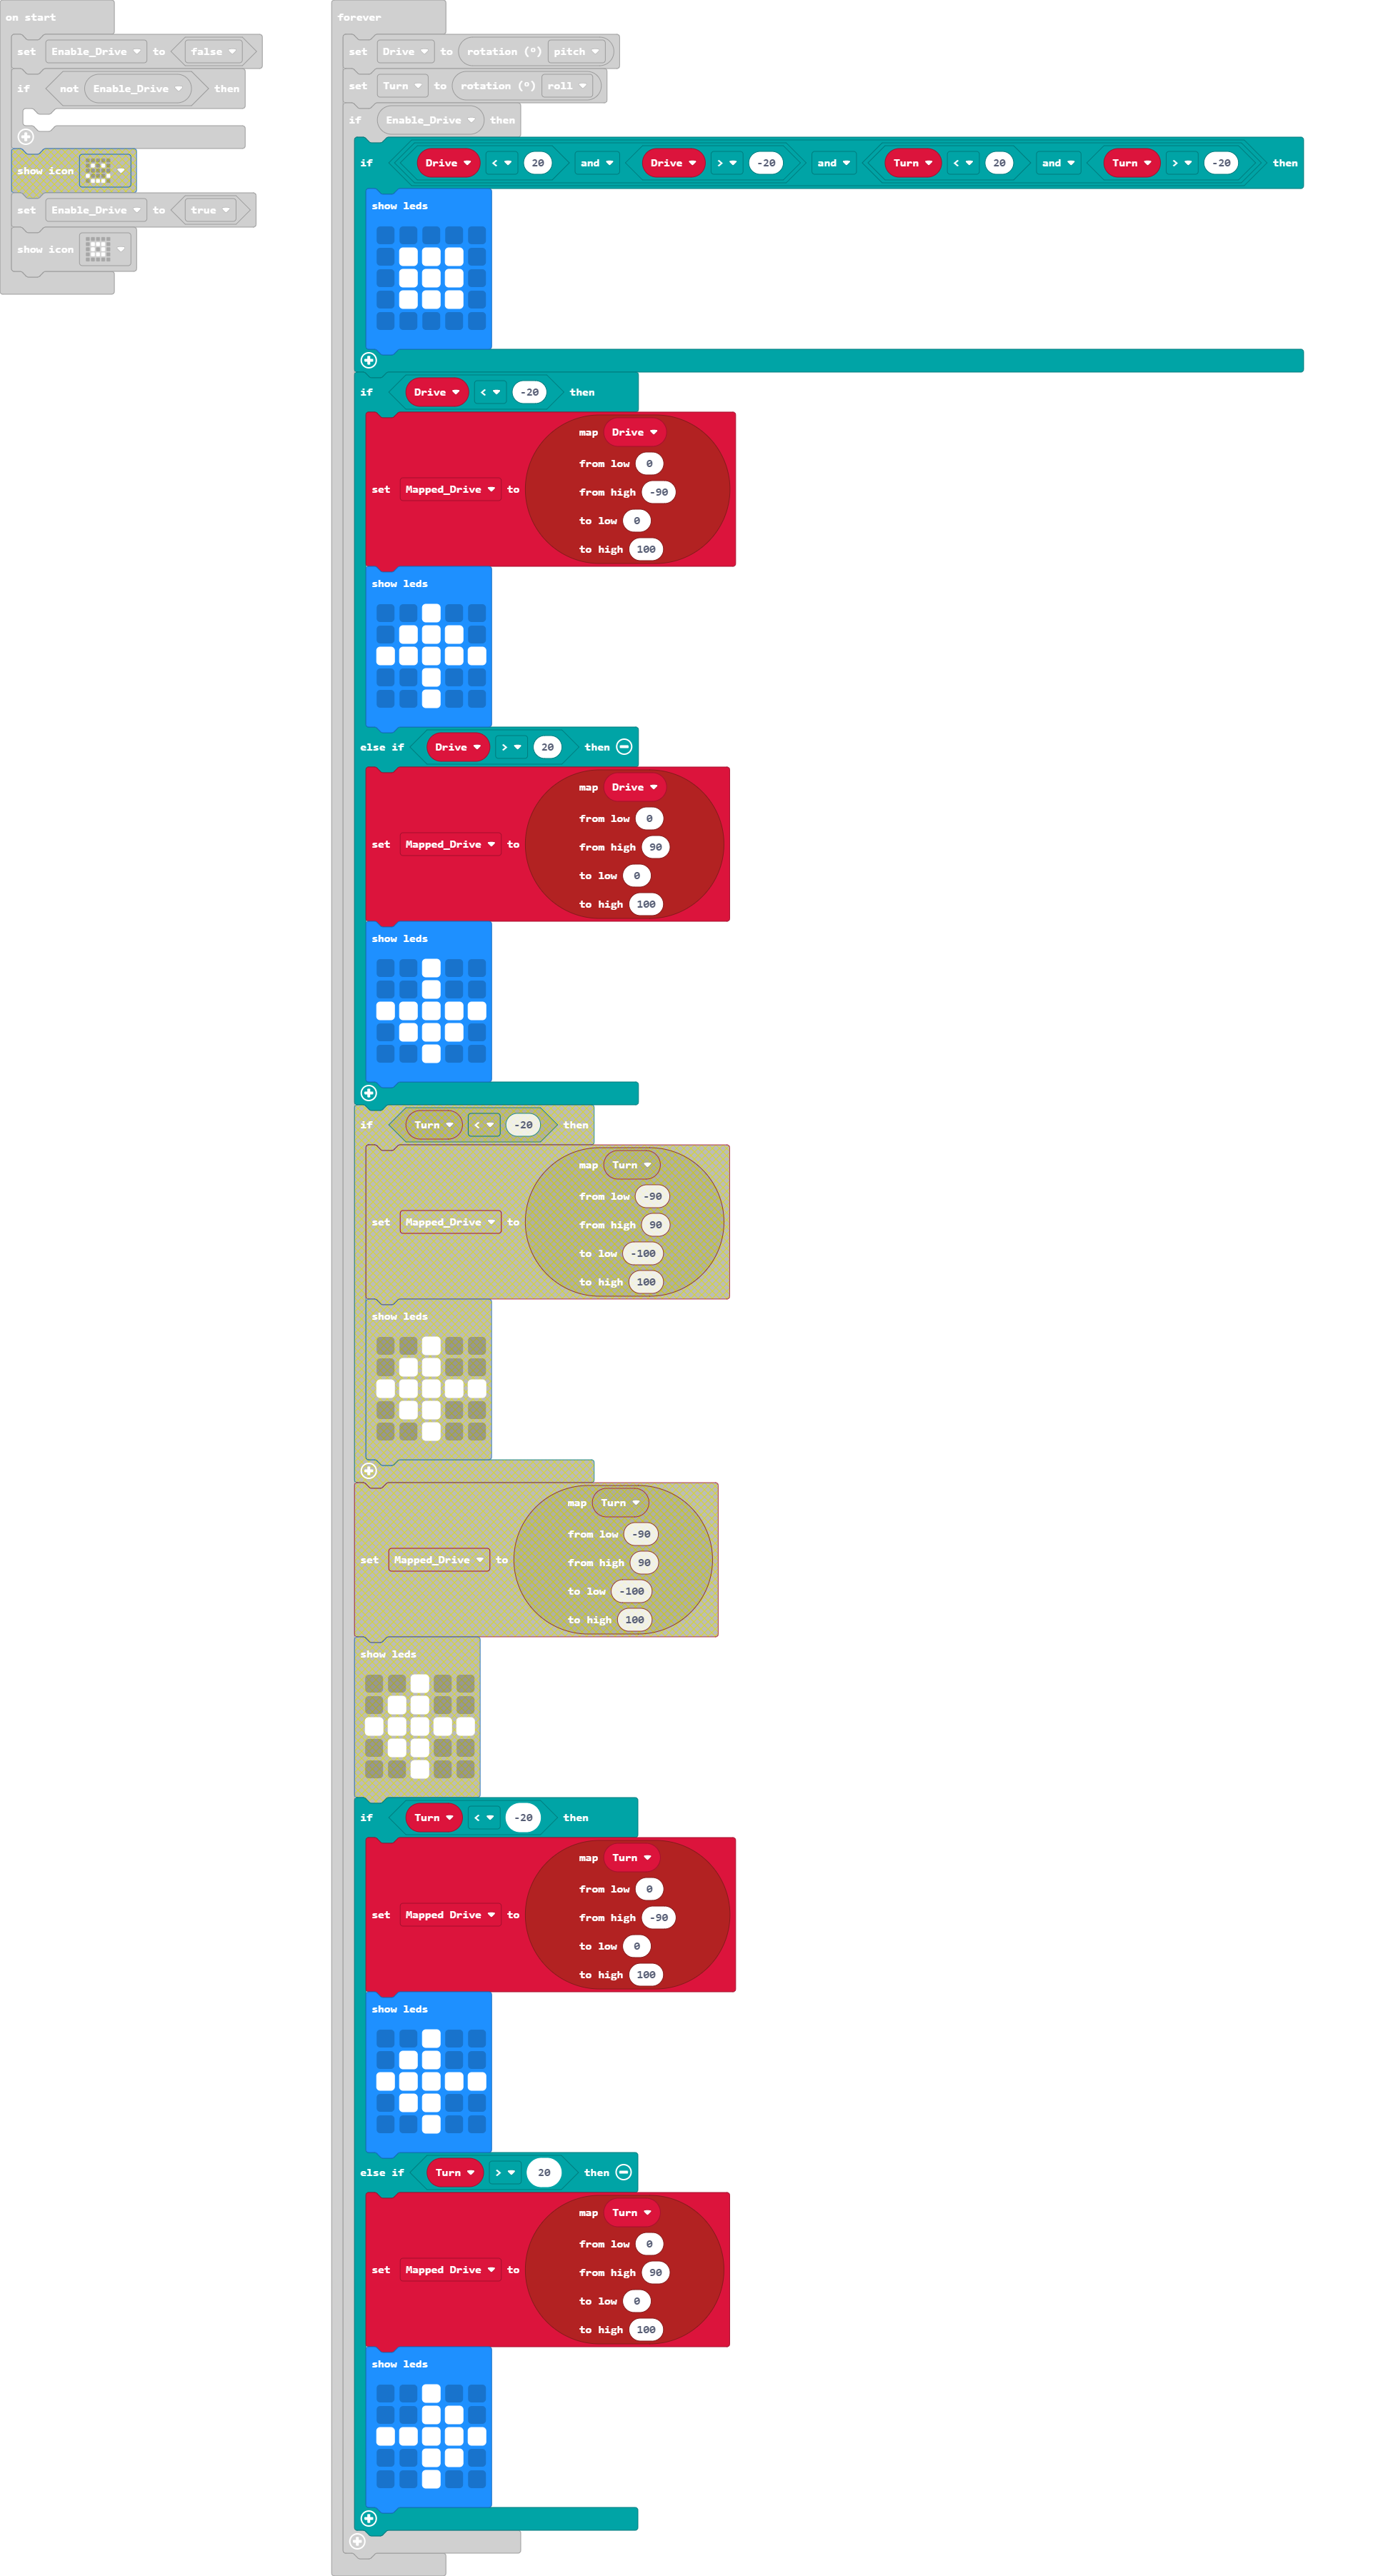 on start
set Enable_Drive to false
if not Enable_Drive then
show icon
set Enable_Drive to true
show icon
forever
set Drive to rotation (°) pitch
set Turn to rotation (°) roll
if Enable_Drive then
if Drive < 20 and Drive > -20 and Turn < 20 and Turn > -20 then
show leds
if Drive < -20 then
set Mapped_Drive to
map Drive
from low 0
from high -90
to low 0
to high 100
show leds
else if Drive > 20 then
set Mapped_Drive to
map Drive
from low 0
from high 90
to low 0
to high 100
show leds
if Turn < -20 then
set Mapped_Drive to
map Turn
from low -90
from high 90
to low -100
to high 100
show leds
set Mapped_Drive to
map Turn
from low -90
from high 90
to low -100
to high 100
show leds
if Turn < -20 then
set Mapped Drive to
map Turn
from low 0
from high -90
to low 0
to high 100
show leds
else if Turn > 20 then
set Mapped Drive to
map Turn
from low 0
from high 90
to low 0
to high 100
show leds